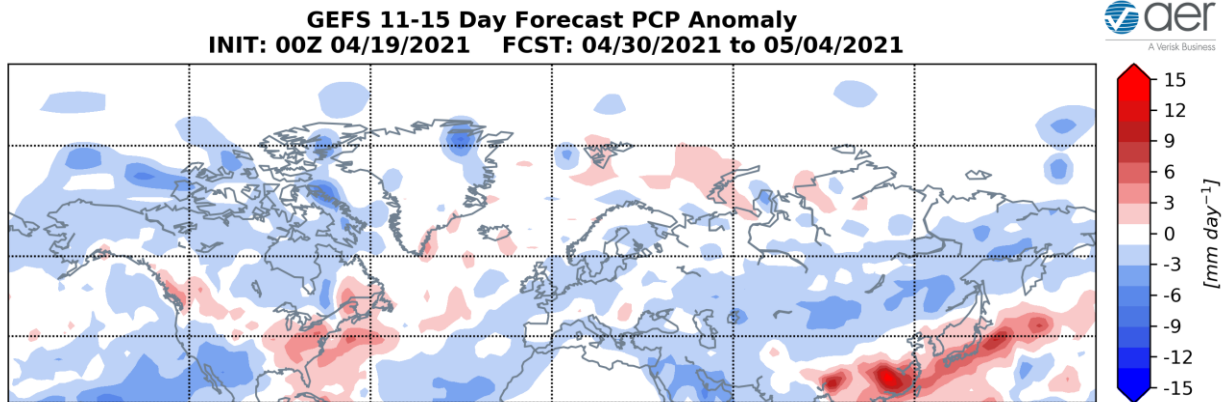 GEFS 11-15 Day Forecast PCP Anomaly
INIT: 00Z 04/19/2021 FCST: 04/30/2021 to 05/04/2021
aer
A Verisk Business
15
12
9
6
3
0
-3
-6
-9
-12
-15
[mm day⁻¹]